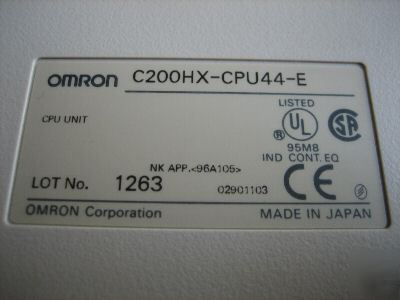 OMRON C200HX-CPU44-E
LISTED
CPU UNIT
UL
SA
95M8
IND CONT. EQ
NK APP.<96A105>
CE
LOT No. 1263 02901103
OMRON Corporation MADE IN JAPAN